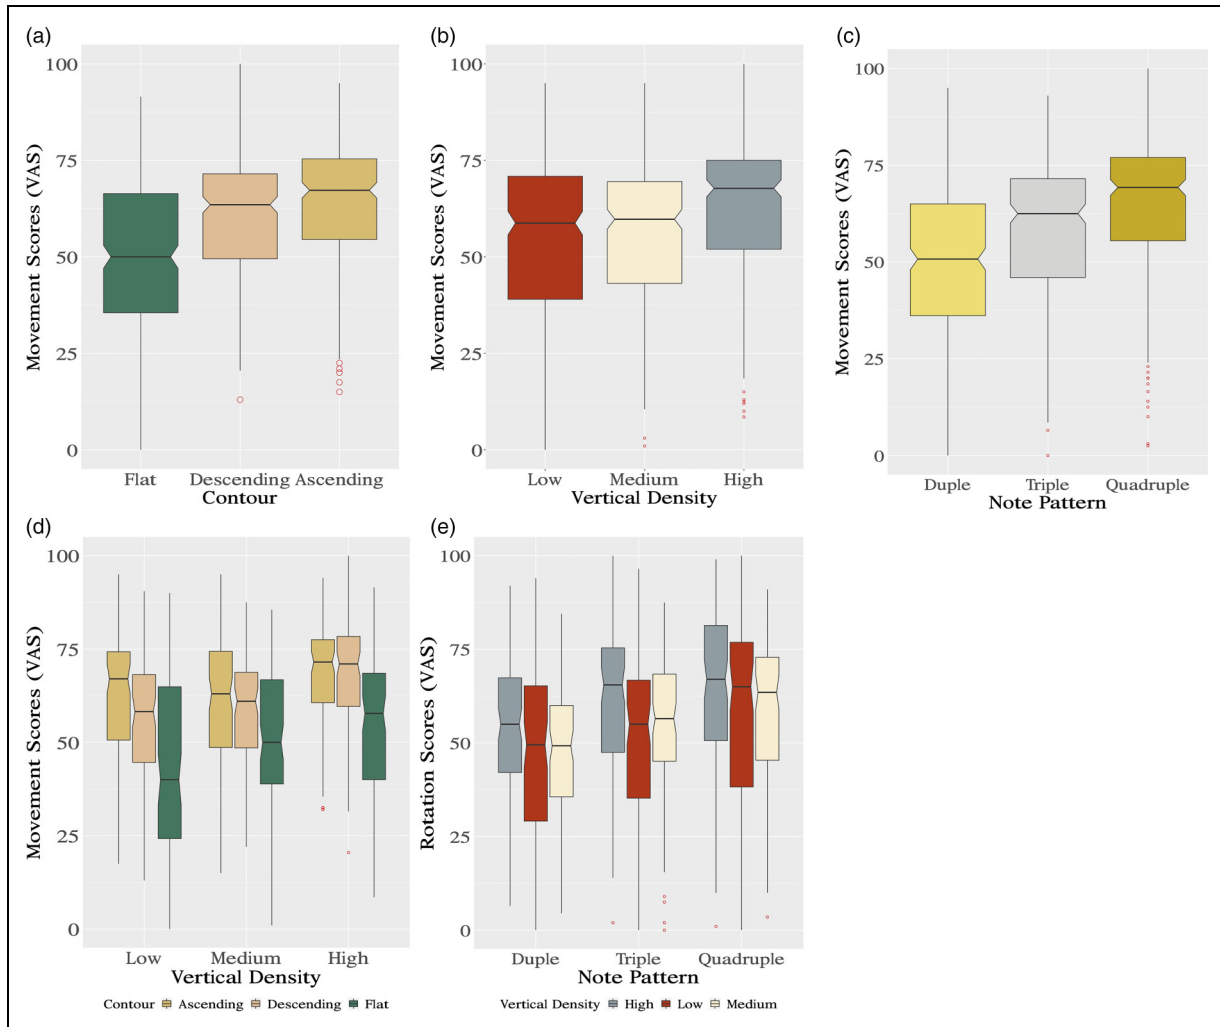 (a)
Movement Scores (VAS)
100
75
50
25
0
Flat Descending Ascending
Contour
(b)
Movement Scores (VAS)
100
75
50
25
0
Low Medium High
Vertical Density
(c)
Movement Scores (VAS)
100
75
50
25
0
Duple Triple Quadruple
Note Pattern
(d)
Movement Scores (VAS)
100
75
50
25
0
Low Medium High
Vertical Density
Contour Ascending Descending Flat
(e)
Rotation Scores (VAS)
100
75
50
25
0
Duple Triple Quadruple
Note Pattern
Vertical Density High Low Medium